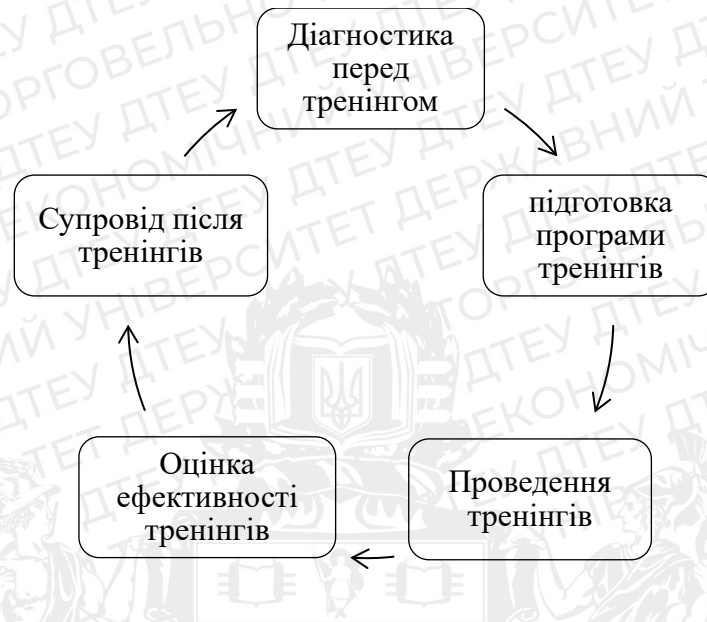 Діагностика
перед
тренінгом
підготовка
програми
тренінгів
Проведення
тренінгів
Оцінка
ефективності
тренінгів
Супровід після
тренінгів